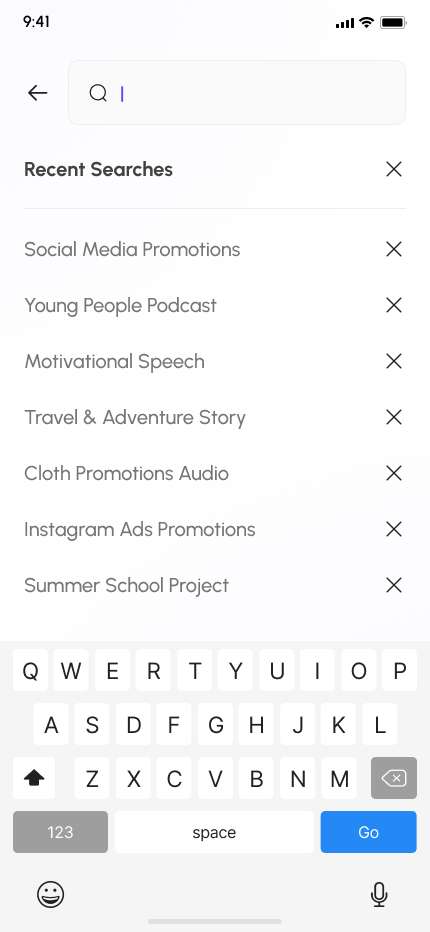 9:41
Recent Searches
Social Media Promotions
Young People Podcast
Motivational Speech
Travel & Adventure Story
Cloth Promotions Audio
Instagram Ads Promotions
Summer School Project
Q W E R T Y U I O P
A S D F G H J K L
Z X C V B N M
123 space Go